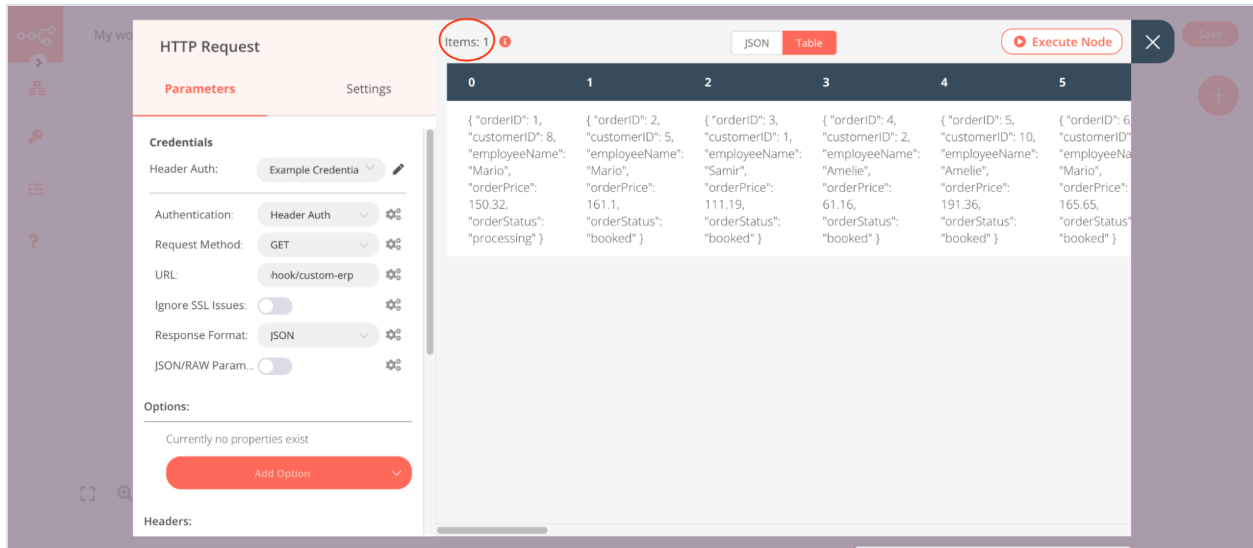 My wo
HTTP Request
Parameters Settings
Credentials
Header Auth: Example Credentia
Authentication: Header Auth
Request Method: GET
URL: hook/custom-erp
Ignore SSL Issues:
Response Format: JSON
JSON/RAW Param...
Options:
Currently no properties exist
Add Option
Headers:
Items: 1
JSON Table
Execute Node
Save
0 1 2 3 4 5
{ "orderID": 1,
"customerID": 8,
"employeeName":
"Mario",
"orderPrice":
150.32,
"orderStatus":
"processing" }
{ "orderID": 2,
"customerID": 5,
"employeeName":
"Mario",
"orderPrice":
161.1,
"orderStatus":
"booked" }
{ "orderID": 3,
"customerID": 1,
"employeeName":
"Samir",
"orderPrice":
111.19,
"orderStatus":
"booked" }
{ "orderID": 4,
"customerID": 2,
"employeeName":
"Amelie",
"orderPrice":
61.16,
"orderStatus":
"booked" }
{ "orderID": 5,
"customerID": 10,
"employeeName":
"Amelie",
"orderPrice":
191.36,
"orderStatus":
"booked" }
{ "orderID": 6,
"customerID"
"employeeNa
"Mario",
"orderPrice":
165.65,
"orderStatus"
"booked" }